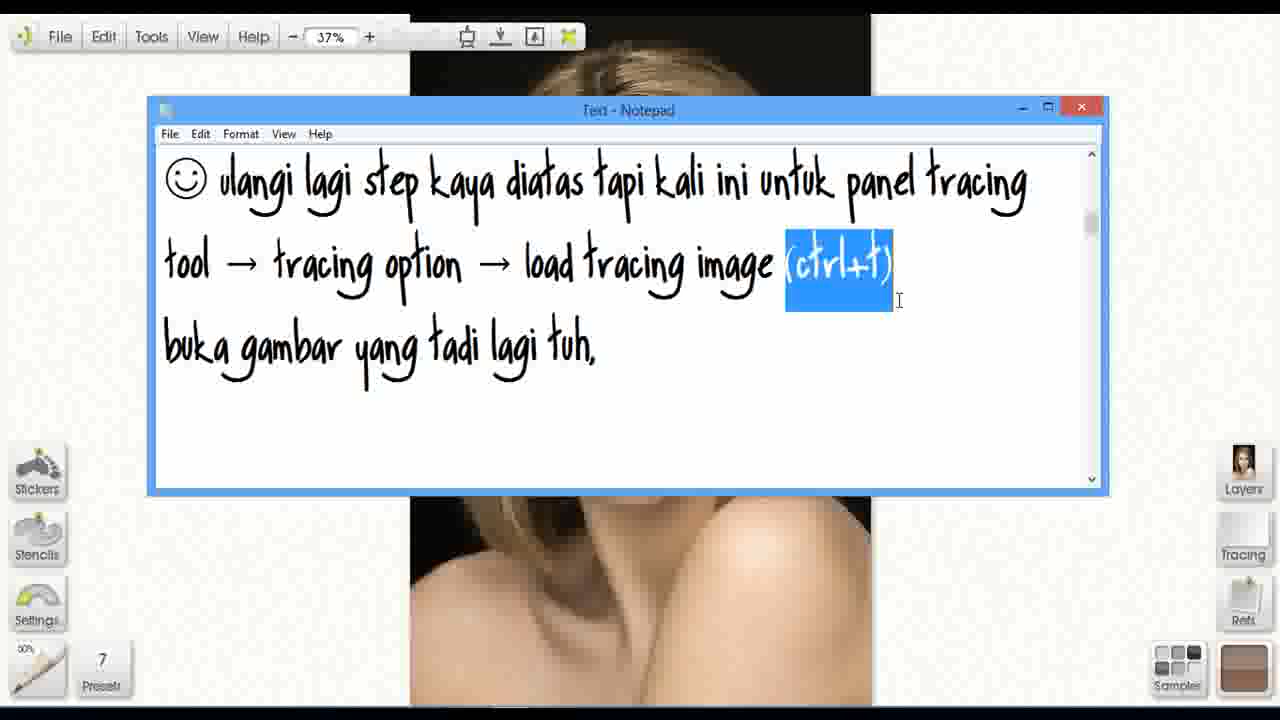 File Edit Tools View Help − 37% +
Text - Notepad
File Edit Format View Help
☺ ulangi lagi step kaya diatas tapi kali ini untuk panel tracing
tool → tracing option → load tracing image (ctrl+t)
buka gambar yang tadi lagi tuh,
Stickers
Stencils
Settings
50%
7
Presets
Layers
Tracing
Refs
Samples